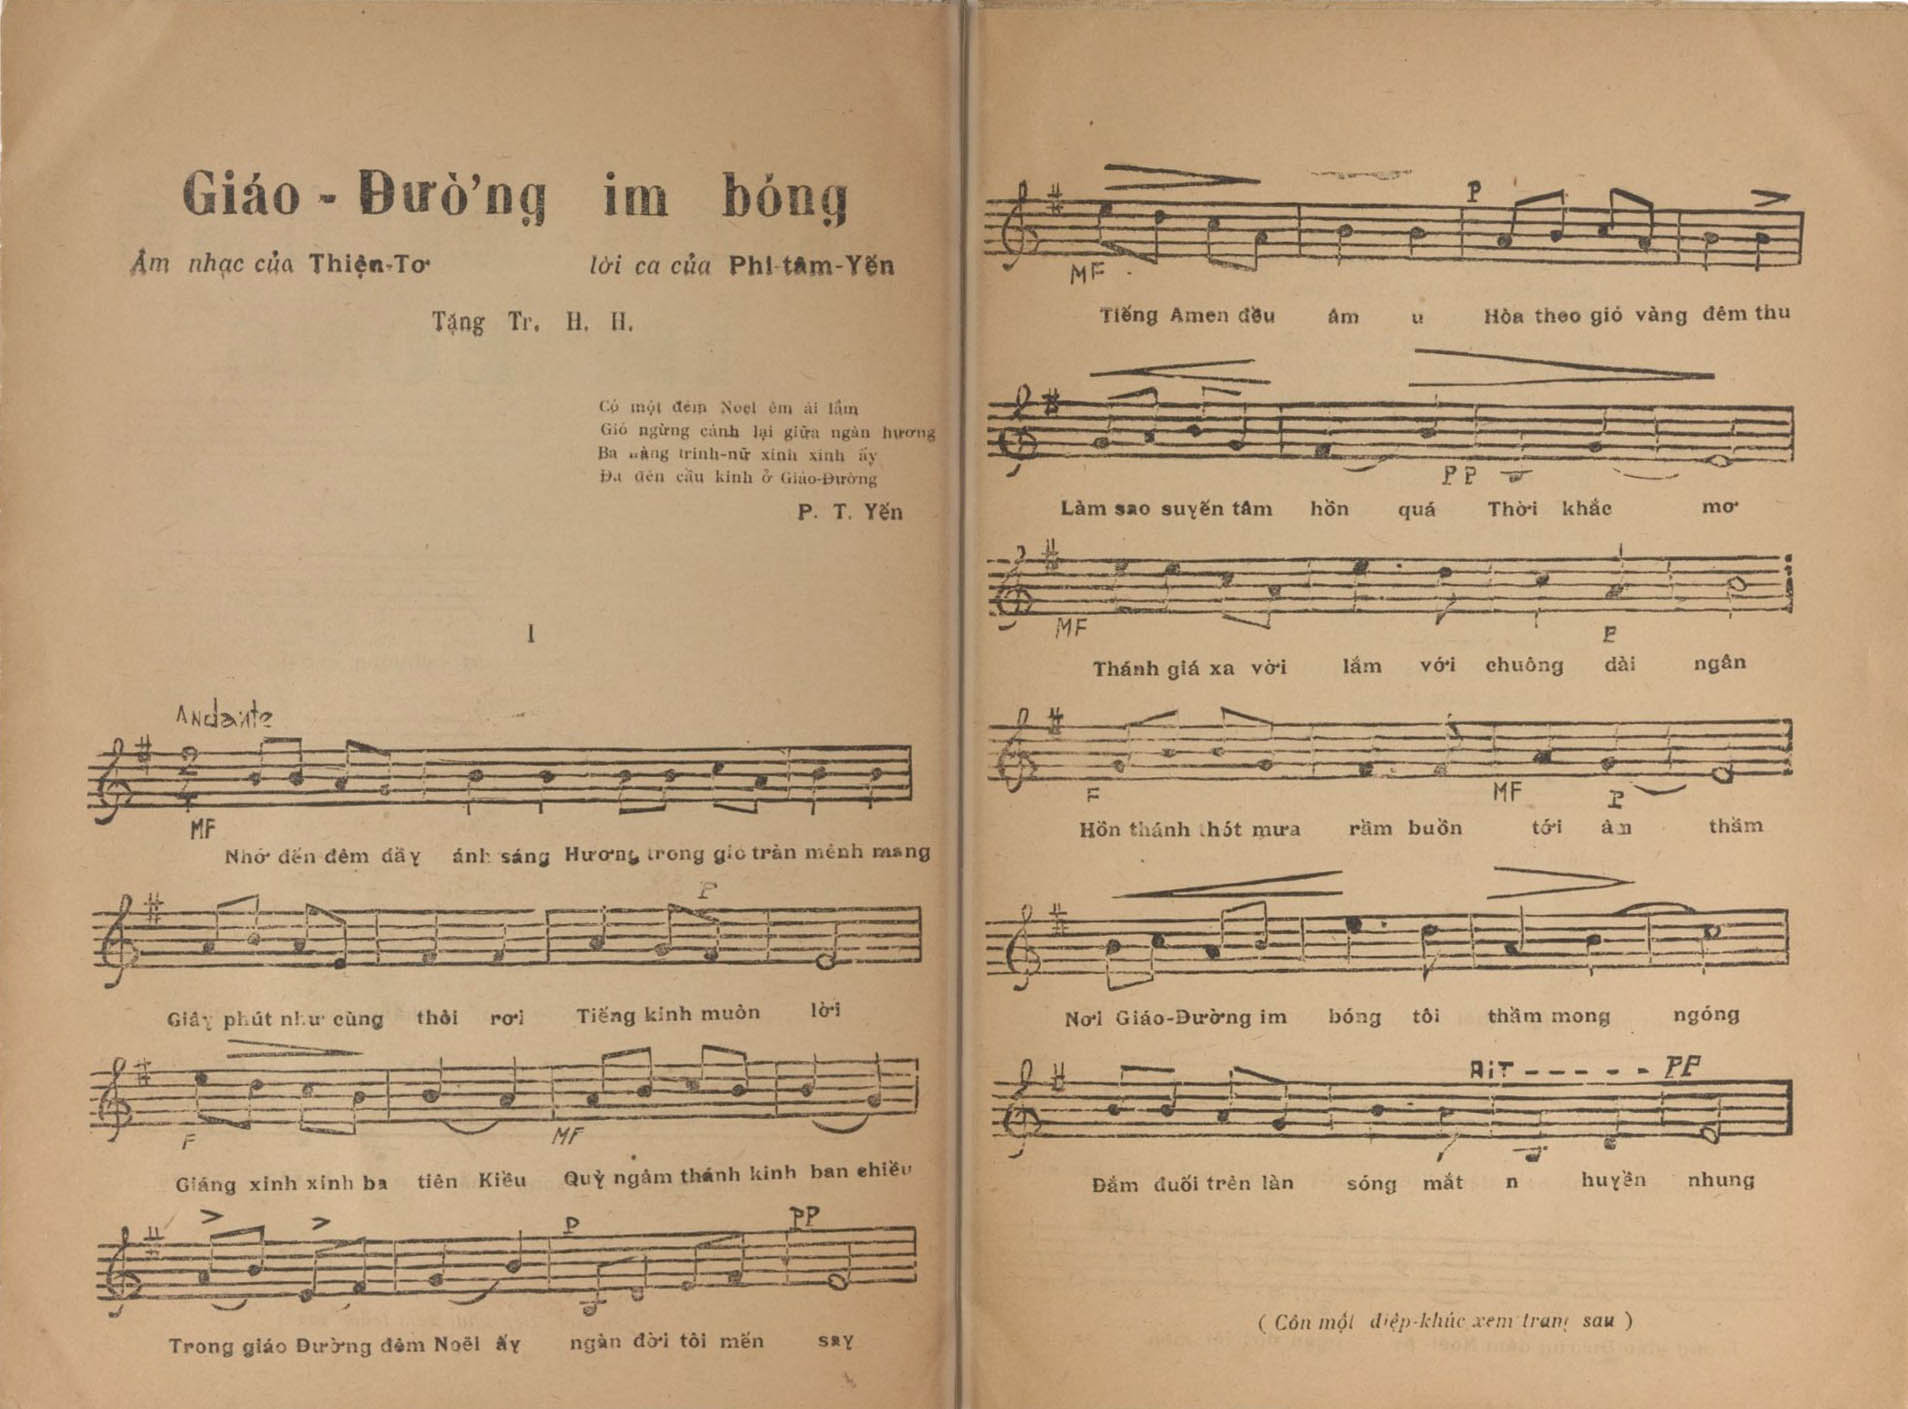 Giáo - Đường im bóng
Âm nhạc của Thiện-Tơ lời ca của Phi-tâm-Yến
Tặng Tr. H. H.
Có một đêm Noel êm ái lắm
Gió ngừng cánh lại giữa ngàn hương
Ba nàng trinh-nữ xinh xinh ấy
Đã đến cầu kinh ở Giáo-Đường
P. T. Yến
I
Andante
MF
Nhớ đến đêm đầy ánh sáng Hương trong gió tràn mênh mang
P
Giây phút như cùng thôi rơi Tiếng kinh muôn lời
F MF
Giáng xinh xinh ba tiên Kiều Quỳ ngâm thánh kinh ban chiều
P PP
Trong giáo Đường đêm Noël ấy ngàn đời tôi mến say
P
MF
Tiếng Amen đều âm u Hòa theo gió vàng đêm thu
PP
Làm sao suyến tâm hồn quá Thời khắc mơ
MF P
Thánh giá xa vời lắm với chuông dài ngân
F MF P
Hồn thánh thót mưa rầm buồn tới thầm
Nơi Giáo-Đường im bóng tôi thầm mong ngóng
RiT - - - - - PP
Đắm đuối trên làn sóng mắt n huyền nhung
( Còn một điệp-khúc xem trang sau )